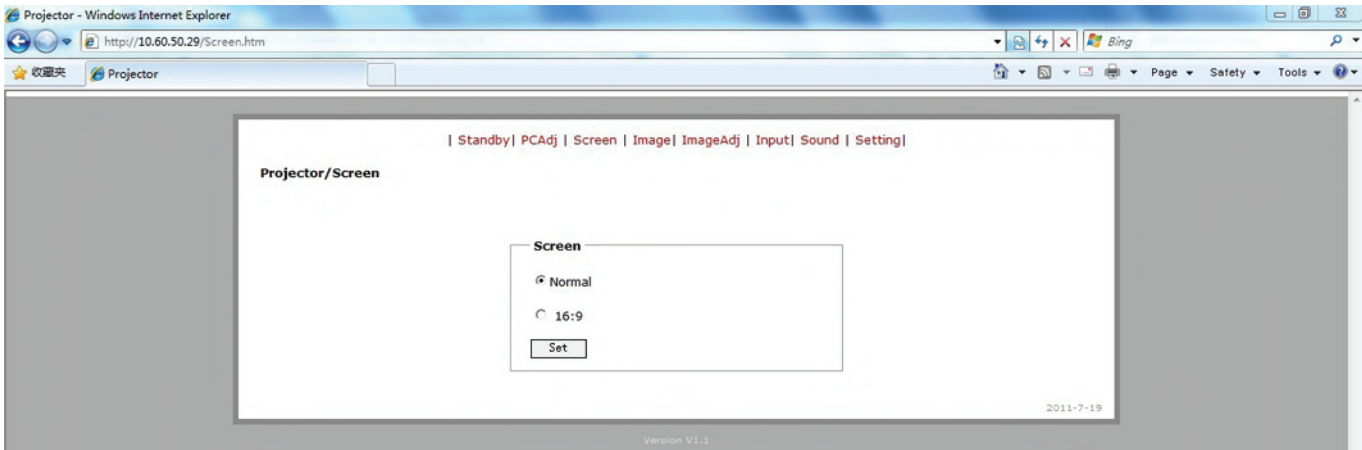 Projector - Windows Internet Explorer
http://10.60.50.29/Screen.htm
Bing
收藏夹
Projector
Page
Safety
Tools
| Standby| PCAdj | Screen | Image| ImageAdj | Input| Sound | Setting|
Projector/Screen
Screen
Normal
16:9
Set
2011-7-19
Version V1.1